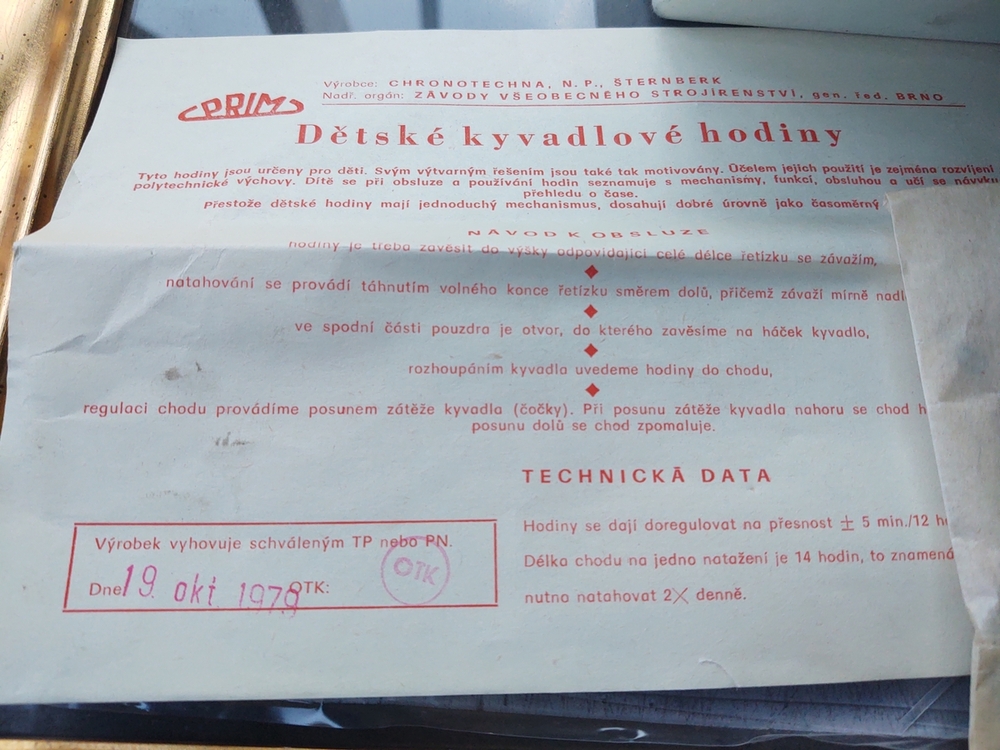 PRIM
Výrobce: CHRONOTECHNA, N. P., ŠTERNBERK
Nadř. orgán: ZÁVODY VŠEOBECNÉHO STROJÍRENSTVÍ, gen. řed. BRNO
Dětské kyvadlové hodiny
Tyto hodiny jsou určeny pro děti. Svým výtvarným řešením jsou také tak motivovány. Účelem jejich použití je zejména rozvíjení
polytechnické výchovy. Dítě se při obsluze a používání hodin seznamuje s mechanismy, funkcí, obsluhou a učí se návyku
přehledu o čase.
Přestože dětské hodiny mají jednoduchý mechanismus, dosahují dobré úrovně jako časoměrný
NÁVOD K OBSLUZE
hodiny je třeba zavěsit do výšky odpovídající celé délce řetízku se závažím,
natahování se provádí táhnutím volného konce řetízku směrem dolů, přičemž závaží mírně nadl
ve spodní části pouzdra je otvor, do kterého zavěsíme na háček kyvadlo,
rozhoupáním kyvadla uvedeme hodiny do chodu,
regulaci chodu provádíme posunem zátěže kyvadla (čočky). Při posunu zátěže kyvadla nahoru se chod h
posunu dolů se chod zpomaluje.
TECHNICKÁ DATA
Hodiny se dají doregulovat na přesnost ± 5 min./12 h
Délka chodu na jedno natažení je 14 hodin, to znamená
nutno natahovat 2X denně.
Výrobek vyhovuje schváleným TP nebo PN.
Dne 19. okt 1978 OTK:
OTK